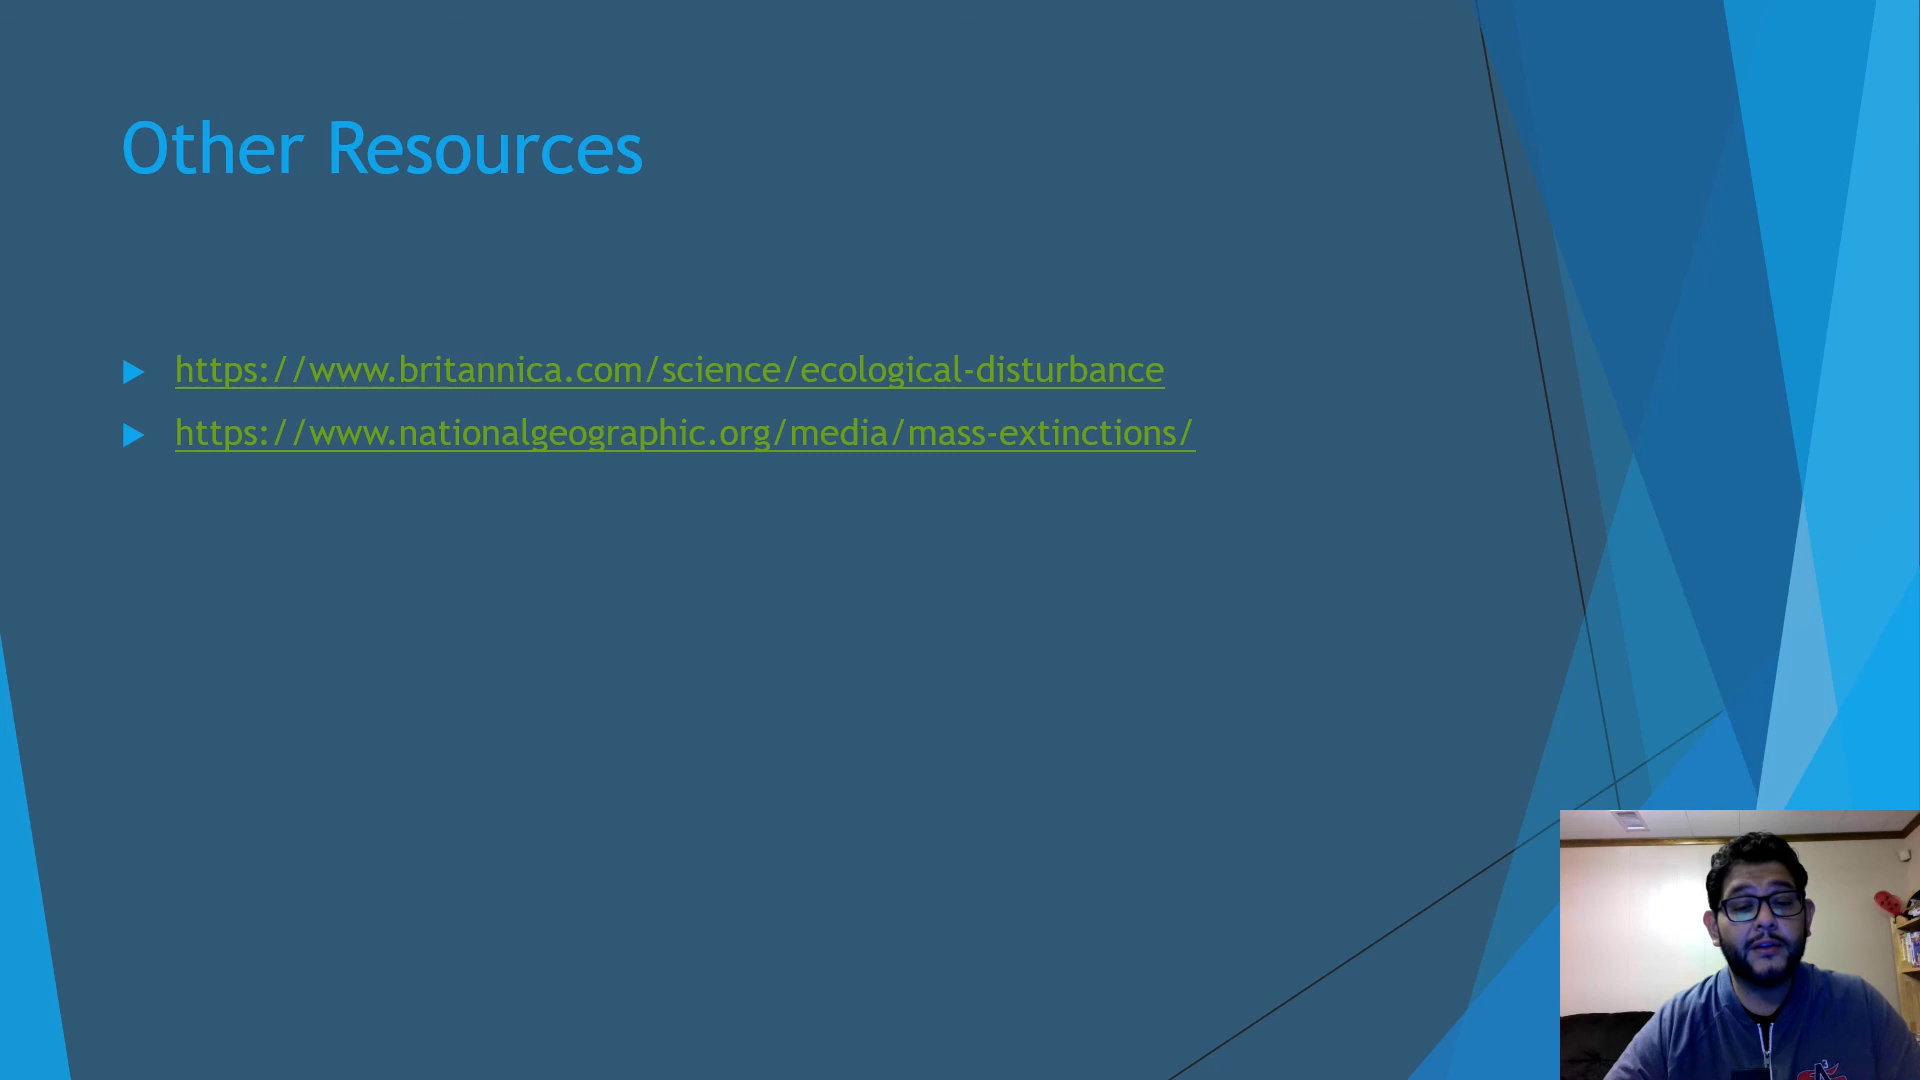 Other Resources
https://www.britannica.com/science/ecological-disturbance
https://www.nationalgeographic.org/media/mass-extinctions/